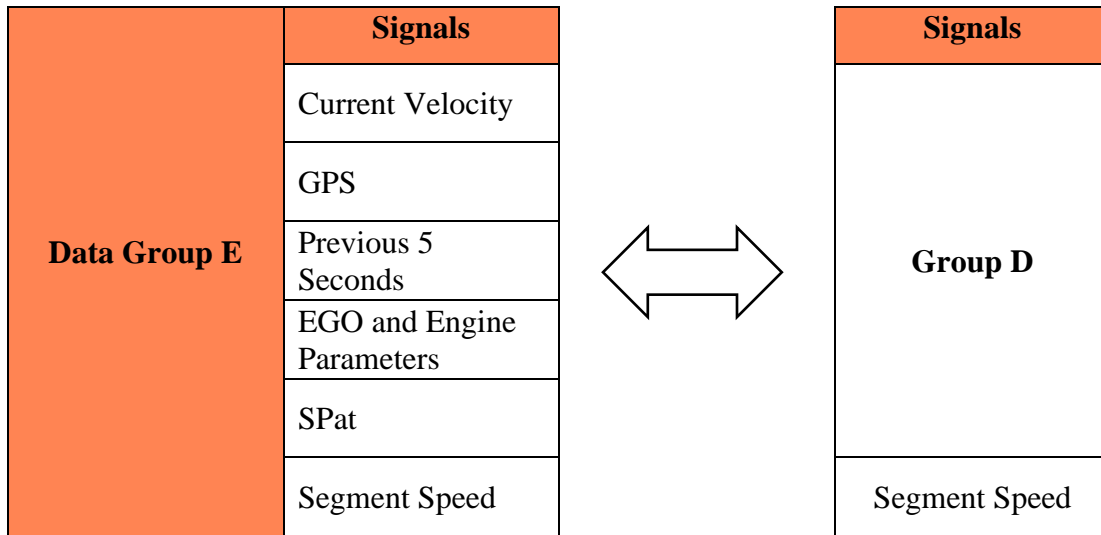 Data Group E
Signals
Current Velocity
GPS
Previous 5
Seconds
EGO and Engine
Parameters
SPat
Segment Speed
Signals
Group D
Segment Speed